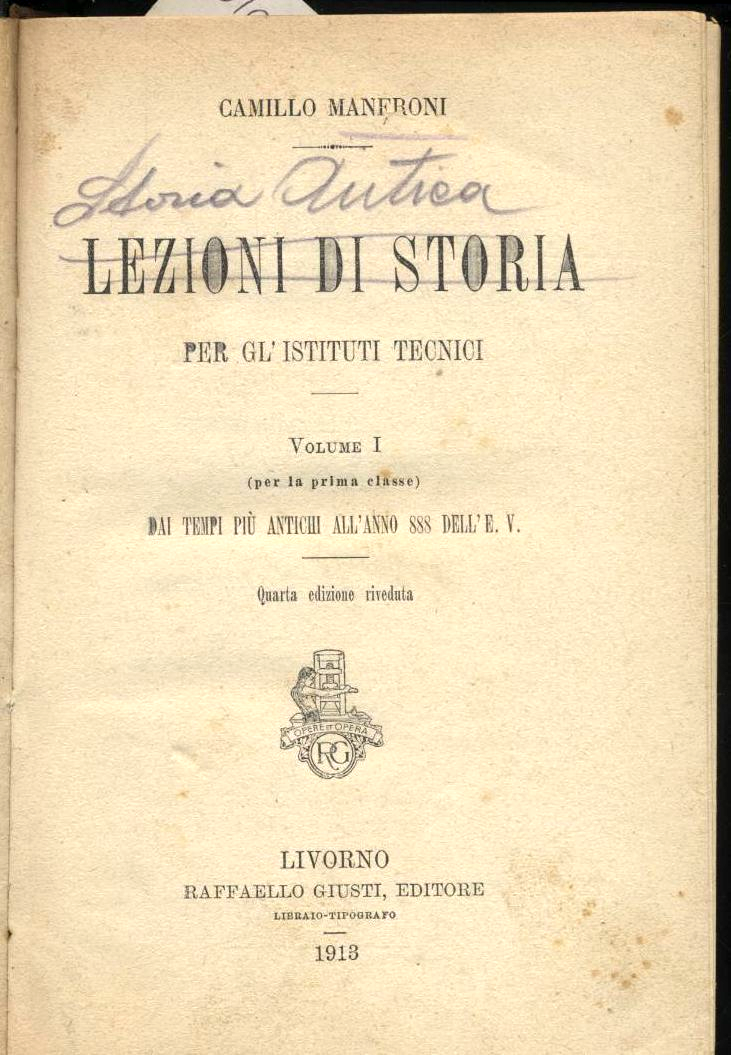 CAMILLO MANFRONI
Storia Antica
LEZIONI DI STORIA
PER GL' ISTITUTI TECNICI
VOLUME I
(per la prima classe)
DAI TEMPI PIÙ ANTICHI ALL'ANNO 888 DELL'E. V.
Quarta edizione riveduta
OPERE ET OPERA
RG
LIVORNO
RAFFAELLO GIUSTI, EDITORE
LIBRAIO-TIPOGRAFO
1913